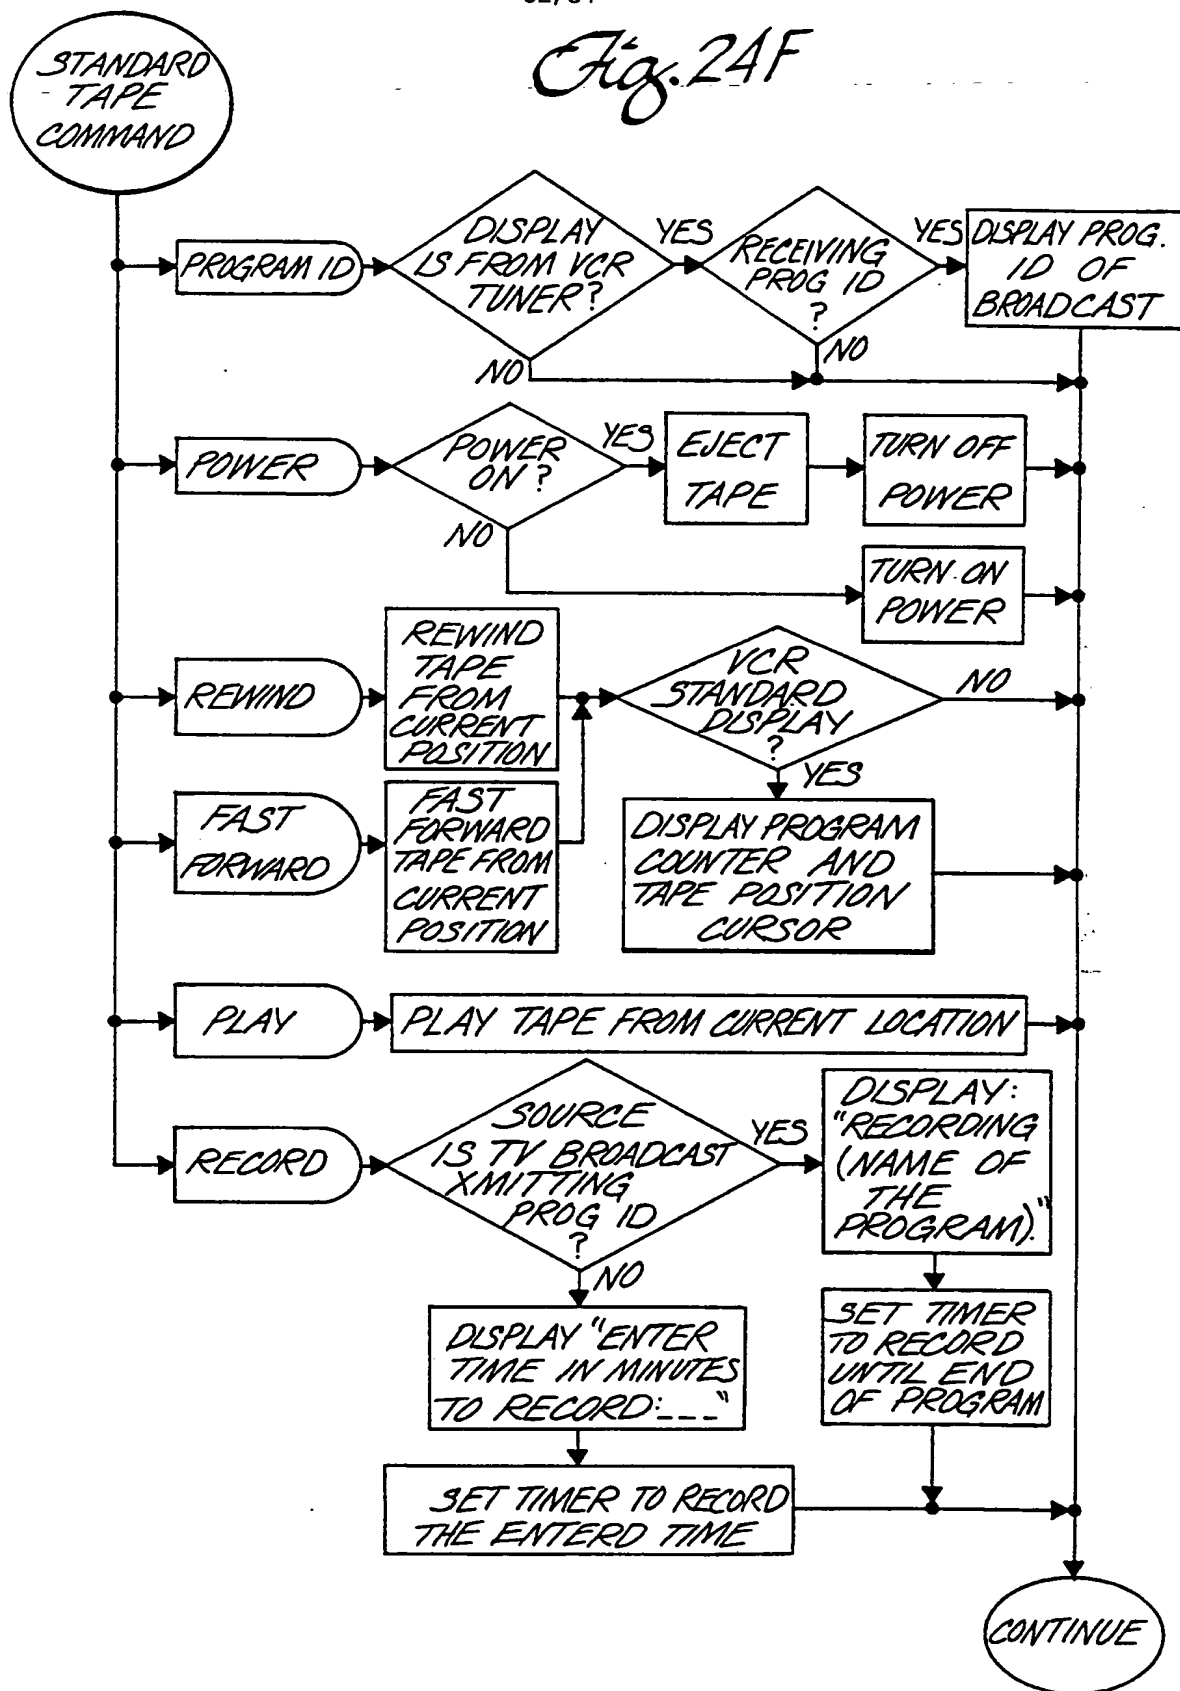 Fig. 24F
STANDARD
TAPE
COMMAND
PROGRAM ID
DISPLAY
IS FROM VCR
TUNER?
YES
NO
RECEIVING
PROG ID
?
YES
NO
DISPLAY PROG.
ID OF
BROADCAST
POWER
POWER
ON?
YES
NO
EJECT
TAPE
TURN OFF
POWER
TURN ON
POWER
REWIND
REWIND
TAPE
FROM
CURRENT
POSITION
VCR
STANDARD
DISPLAY
?
NO
YES
FAST
FORWARD
FAST
FORWARD
TAPE FROM
CURRENT
POSITION
DISPLAY PROGRAM
COUNTER AND
TAPE POSITION
CURSOR
PLAY
PLAY TAPE FROM CURRENT LOCATION
RECORD
SOURCE
IS TV BROADCAST
XMITTING
PROG ID
?
YES
NO
DISPLAY:
"RECORDING
(NAME OF
THE
PROGRAM)."
SET TIMER
TO RECORD
UNTIL END
OF PROGRAM
DISPLAY "ENTER
TIME IN MINUTES
TO RECORD:___"
SET TIMER TO RECORD
THE ENTERD TIME
CONTINUE